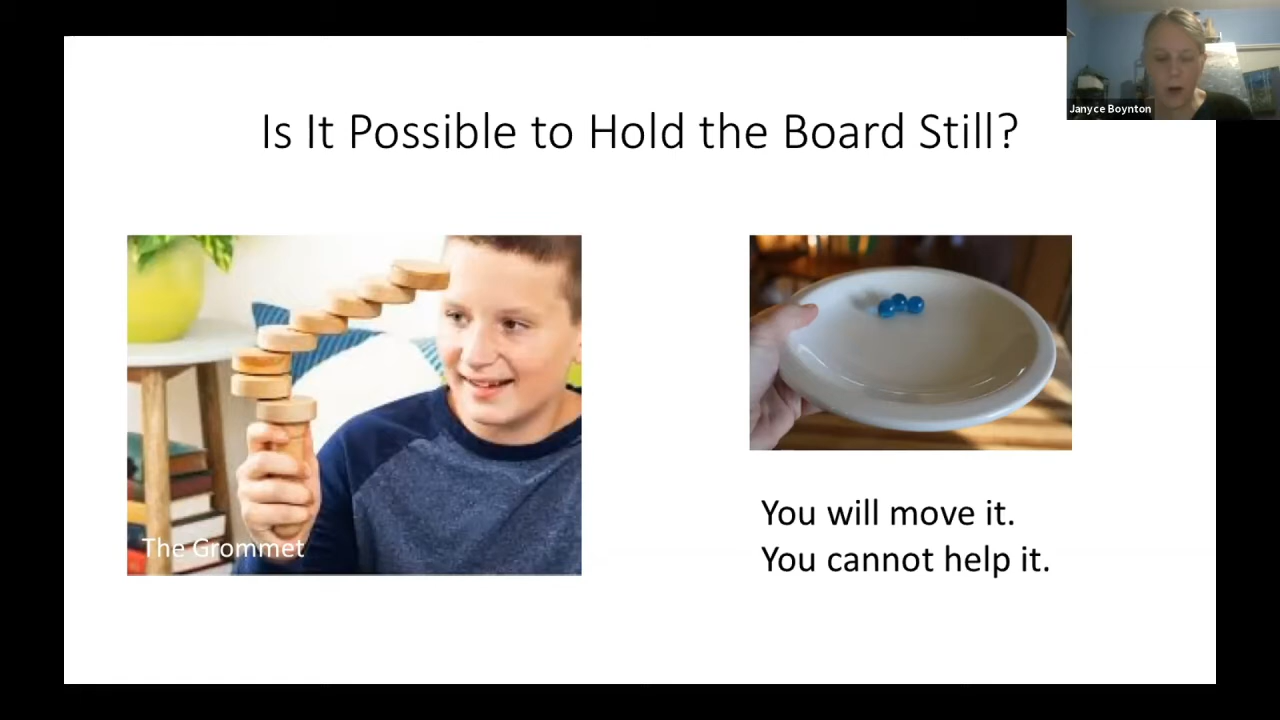 Janyce Boynton
Is It Possible to Hold the Board Still?
The Grommet
You will move it.
You cannot help it.